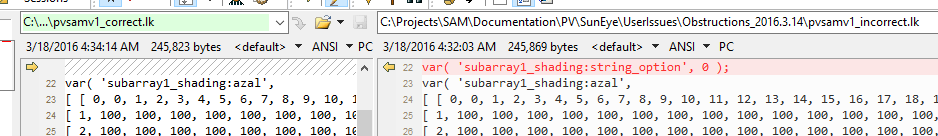 Sessions
C:\...\pvsamv1_correct.lk
C:\Projects\SAM\Documentation\PV\SunEye\UserIssues\Obstructions_2016.3.14\pvsamv1_incorrect.lk
3/18/2016 4:34:14 AM 245,823 bytes <default> ANSI PC
3/18/2016 4:32:03 AM 245,869 bytes <default> ANSI PC
22 var( 'subarray1_shading:string_option', 0 );
22 var( 'subarray1_shading:azal',
23 var( 'subarray1_shading:azal',
23 [ [ 0, 0, 1, 2, 3, 4, 5, 6, 7, 8, 9, 10, 1
24 [ [ 0, 0, 1, 2, 3, 4, 5, 6, 7, 8, 9, 10, 11, 12, 13, 14, 15, 16, 17, 18, 1
24 [ 1, 100, 100, 100, 100, 100, 100, 100, 10
25 [ 1, 100, 100, 100, 100, 100, 100, 100, 100, 100, 100, 100, 100, 100, 100
25 [ 2, 100, 100, 100, 100, 100, 100, 100, 10
26 [ 2, 100, 100, 100, 100, 100, 100, 100, 100, 100, 100, 100, 100, 100, 100